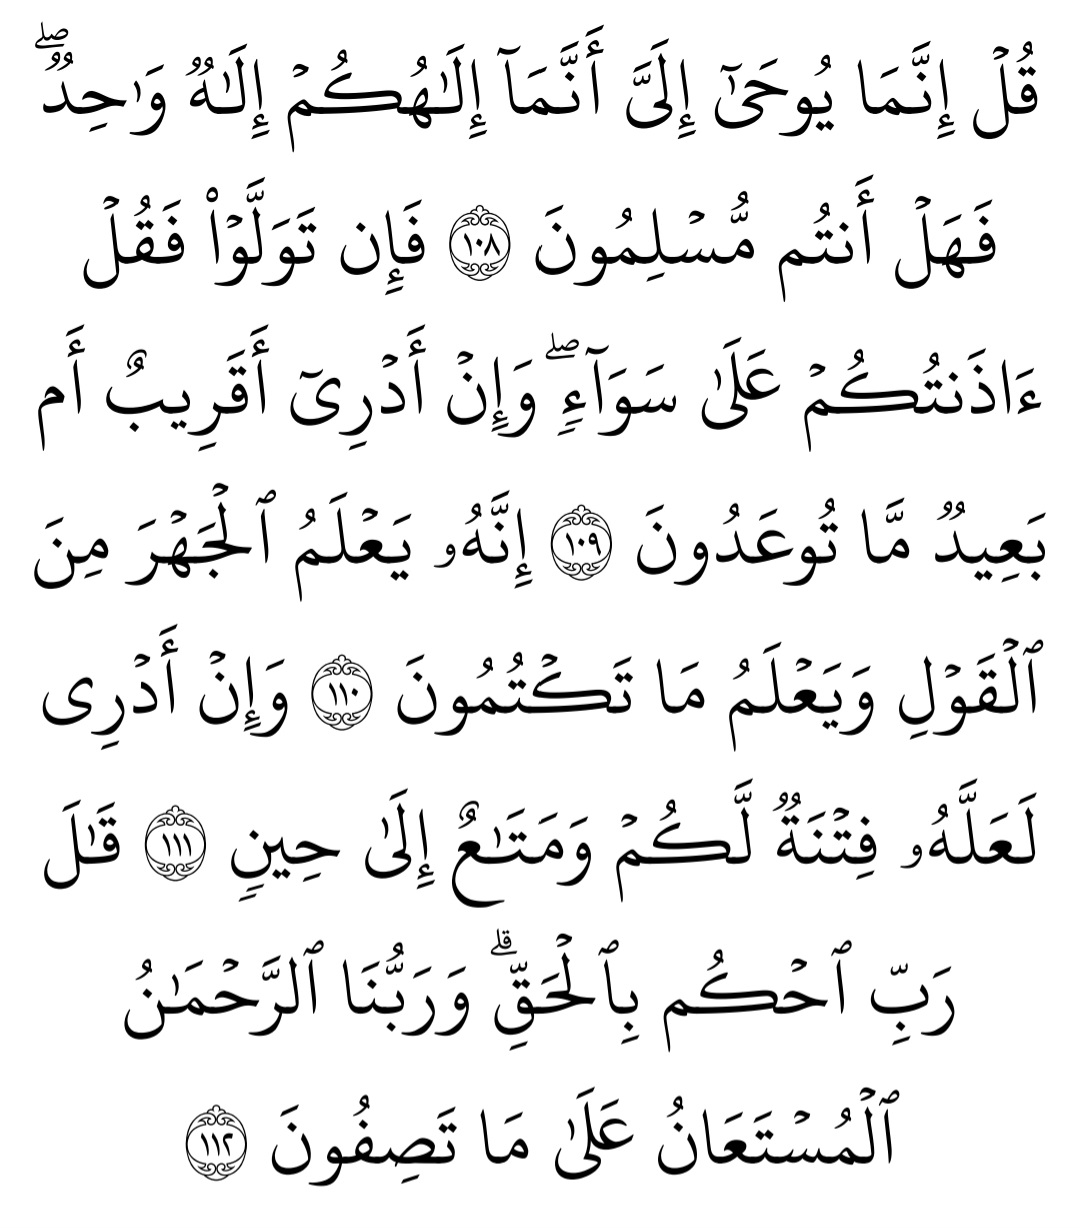 قُلْ إِنَّمَا يُوحَىٰٓ إِلَىَّ أَنَّمَآ إِلَـٰهُكُمْ إِلَـٰهٌ وَٰحِدٌ ۖ
فَهَلْ أَنتُم مُّسْلِمُونَ ١٠٨ فَإِن تَوَلَّوْا۟ فَقُلْ
ءَاذَنتُكُمْ عَلَىٰ سَوَآءٍ ۖ وَإِنْ أَدْرِىٓ أَقَرِيبٌ أَم
بَعِيدٌ مَّا تُوعَدُونَ ١٠٩ إِنَّهُۥ يَعْلَمُ ٱلْجَهْرَ مِنَ
ٱلْقَوْلِ وَيَعْلَمُ مَا تَكْتُمُونَ ١١٠ وَإِنْ أَدْرِى
لَعَلَّهُۥ فِتْنَةٌ لَّكُمْ وَمَتَـٰعٌ إِلَىٰ حِينٍ ١١١ قَـٰلَ
رَبِّ ٱحْكُم بِٱلْحَقِّ ۗ وَرَبُّنَا ٱلرَّحْمَـٰنُ
ٱلْمُسْتَعَانُ عَلَىٰ مَا تَصِفُونَ ١١٢